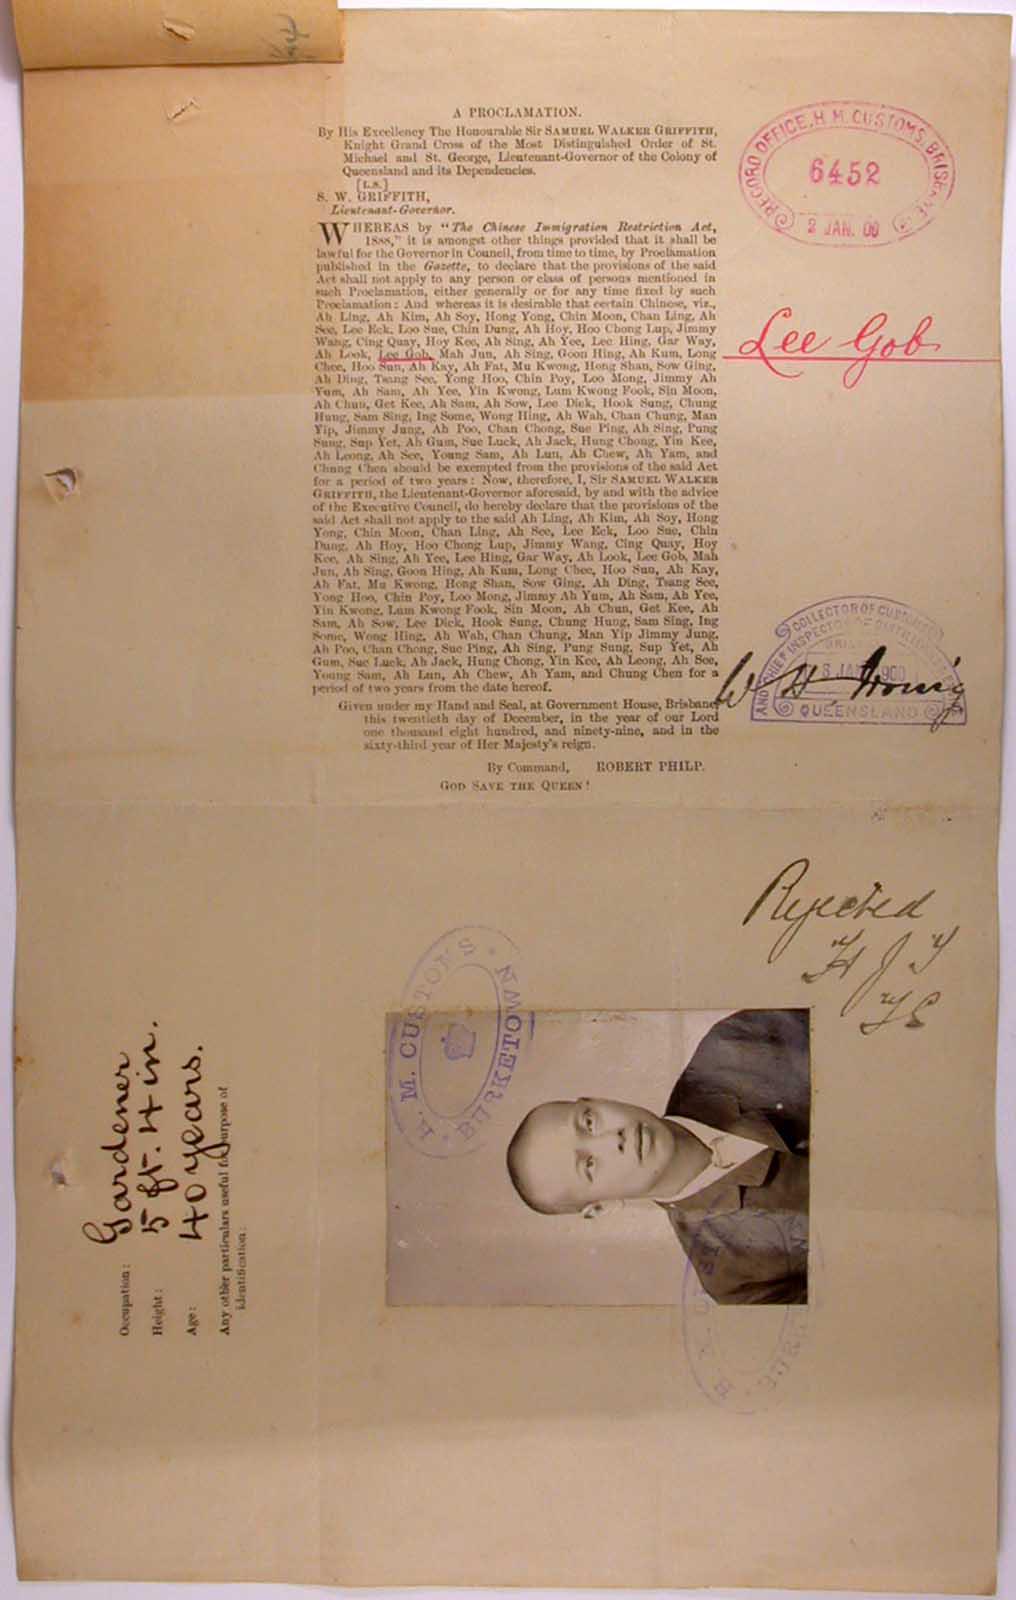 A PROCLAMATION.
By His Excellency The Honourable Sir SAMUEL WALKER GRIFFITH,
Knight Grand Cross of the Most Distinguished Order of St.
Michael and St. George, Lieutenant-Governor of the Colony of
Queensland and its Dependencies.
[L.S.]
S. W. GRIFFITH,
Lieutenant-Governor.
WHEREAS by "The Chinese Immigration Restriction Act,
1888," it is amongst other things provided that it shall be
lawful for the Governor in Council, from time to time, by Proclamation
published in the Gazette, to declare that the provisions of the said
Act shall not apply to any person or class of persons mentioned in
such Proclamation, either generally or for any time fixed by such
Proclamation: And whereas it is desirable that certain Chinese, viz.,
Ah Ling, Ah Kim, Ah Soy, Hong Yong, Chin Moon, Chan Ling, Ah
See, Lee Eck, Loo Sue, Chin Dung, Ah Hoy, Hoo Chong Lup, Jimmy
Wang, Cing Quay, Hoy Kee, Ah Sing, Ah Yee, Lee Hing, Gar Way,
Ah Look, Lee Gob, Mah Jun, Ah Sing, Goon Hing, Ah Kum, Long
Chee, Hoo Sun, Ah Kay, Ah Fat, Mu Kwong, Hong Shan, Sow Ging,
Ah Ding, Tsang See, Yong Hoo, Chin Poy, Loo Mong, Jimmy Ah
Yum, Ah Sam, Ah Yee, Yin Kwong, Lum Kwong Fook, Sin Moon,
Ah Chun, Get Kee, Ah Sam, Ah Sow, Lee Dick, Hook Sung, Chung
Hung, Sam Sing, Ing Some, Wong Hing, Ah Wah, Chan Chung, Man
Yip, Jimmy Jung, Ah Poo, Chan Chong, Sue Ping, Ah Sing, Pung
Sung, Sup Yet, Ah Gum, Sue Luck, Ah Jack, Hung Chong, Yin Kee,
Ah Leong, Ah See, Young Sam, Ah Lun, Ah Chew, Ah Yam, and
Chung Chen should be exempted from the provisions of the said Act
for a period of two years: Now, therefore, I, Sir SAMUEL WALKER
GRIFFITH, the Lieutenant-Governor aforesaid, by and with the advice
of the Executive Council, do hereby declare that the provisions of the
said Act shall not apply to the said Ah Ling, Ah Kim, Ah Soy, Hong
Yong, Chin Moon, Chan Ling, Ah See, Lee Eck, Loo Sue, Chin
Dung, Ah Hoy, Hoo Chong Lup, Jimmy Wang, Cing Quay, Hoy
Kee, Ah Sing, Ah Yee, Lee Hing, Gar Way, Ah Look, Lee Gob, Mah
Jun, Ah Sing, Goon Hing, Ah Kum, Long Chee, Hoo Sun, Ah Kay,
Ah Fat, Mu Kwong, Hong Shan, Sow Ging, Ah Ding, Tsang See,
Yong Hoo, Chin Poy, Loo Mong, Jimmy Ah Yum, Ah Sam, Ah Yee,
Yin Kwong, Lum Kwong Fook, Sin Moon, Ah Chun, Get Kee, Ah
Sam, Ah Sow, Lee Dick, Hook Sung, Chung Hung, Sam Sing, Ing
Some, Wong Hing, Ah Wah, Chan Chung, Man Yip Jimmy Jung,
Ah Poo, Chan Chong, Sue Ping, Ah Sing, Pung Sung, Sup Yet, Ah
Gum, Sue Luck, Ah Jack, Hung Chong, Yin Kee, Ah Leong, Ah See,
Young Sam, Ah Lun, Ah Chew, Ah Yam, and Chung Chen for a
period of two years from the date hereof.
Given under my Hand and Seal, at Government House, Brisbane,
this twentieth day of December, in the year of our Lord
one thousand eight hundred, and ninety-nine, and in the
sixty-third year of Her Majesty's reign.
By Command, ROBERT PHILP.
GOD SAVE THE QUEEN!
RECORD OFFICE, H. M. CUSTOMS, BRISBANE
6452
2 JAN. 00
Lee Gob
COLLECTOR OF CUSTOMS
AND CHIEF INSPECTOR OF DISTILLERIES
JAN 1900
QUEENSLAND
W. H. Irving
Rejected
H J T
H. M. CUSTOMS
BURKETOWN
Occupation: Gardener
Height: 5 ft. 4 in.
Age: 40 years.
Any other particulars useful for purpose of
identification: